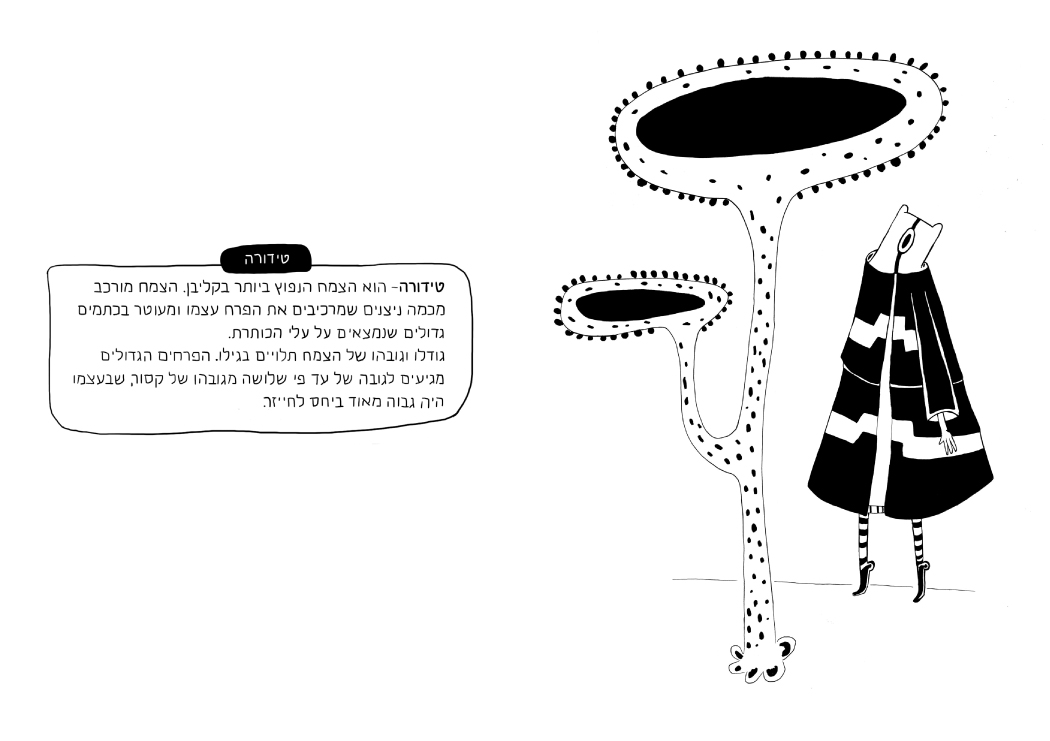 טידורה
טידורה- הוא הצמח הנפוץ ביותר בקליבן. הצמח מורכב
מכמה ניצנים שמרכיבים את הפרח עצמו ומעוטר בכתמים
גדולים שנמצאים על עלי הכותרת.
גודלו וגובהו של הצמח תלויים בגילו. הפרחים הגדולים
מגיעים לגובה של עד פי שלושה מגובהו של קסור, שבעצמו
היה גבוה מאוד ביחס לחייזר.